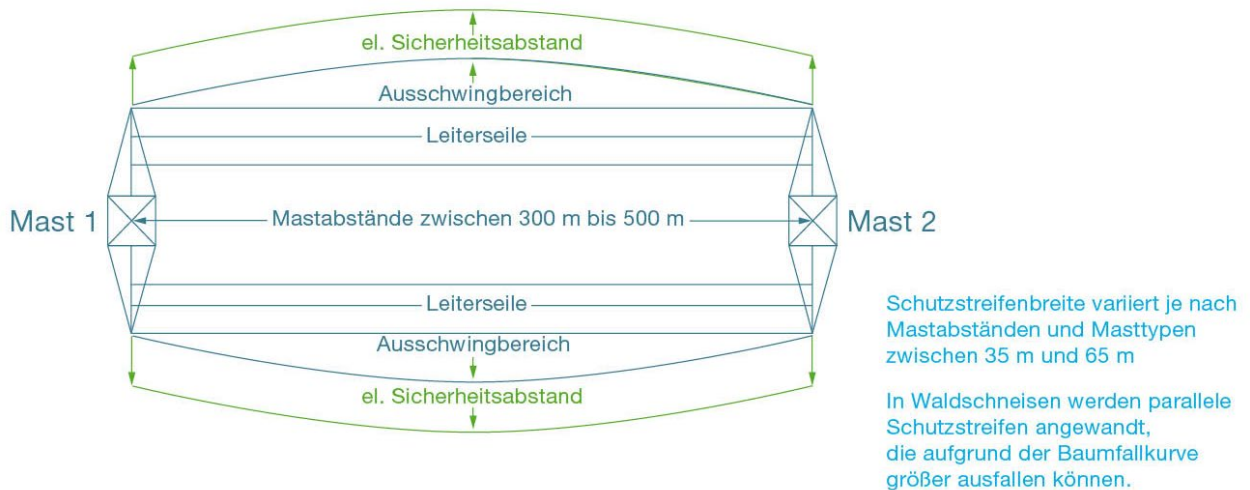 el. Sicherheitsabstand
Ausschwingbereich
Leiterseile
Mast 1
Mastabstände zwischen 300 m bis 500 m
Mast 2
Leiterseile
Ausschwingbereich
el. Sicherheitsabstand
Schutzstreifenbreite variiert je nach
Mastabständen und Masttypen
zwischen 35 m und 65 m
In Waldschneisen werden parallele
Schutzstreifen angewandt,
die aufgrund der Baumfallkurve
größer ausfallen können.